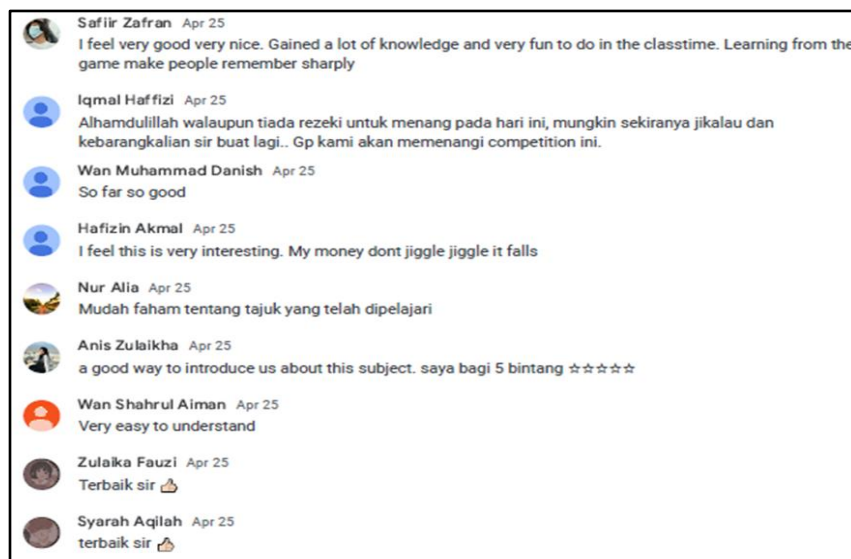 Safiir Zafran Apr 25
I feel very good very nice. Gained a lot of knowledge and very fun to do in the classtime. Learning from the
game make people remember sharply
Iqmal Haffizi Apr 25
Alhamdulillah walaupun tiada rezeki untuk menang pada hari ini, mungkin sekiranya jikalau dan
kebarangkalian sir buat lagi.. Gp kami akan memenangi competition ini.
Wan Muhammad Danish Apr 25
So far so good
Hafizin Akmal Apr 25
I feel this is very interesting. My money dont jiggle jiggle it falls
Nur Alia Apr 25
Mudah faham tentang tajuk yang telah dipelajari
Anis Zulaikha Apr 25
a good way to introduce us about this subject. saya bagi 5 bintang ☆☆☆☆☆
Wan Shahrul Aiman Apr 25
Very easy to understand
Zulaika Fauzi Apr 25
Terbaik sir 👍🏻
Syarah Aqilah Apr 25
terbaik sir 👍🏻